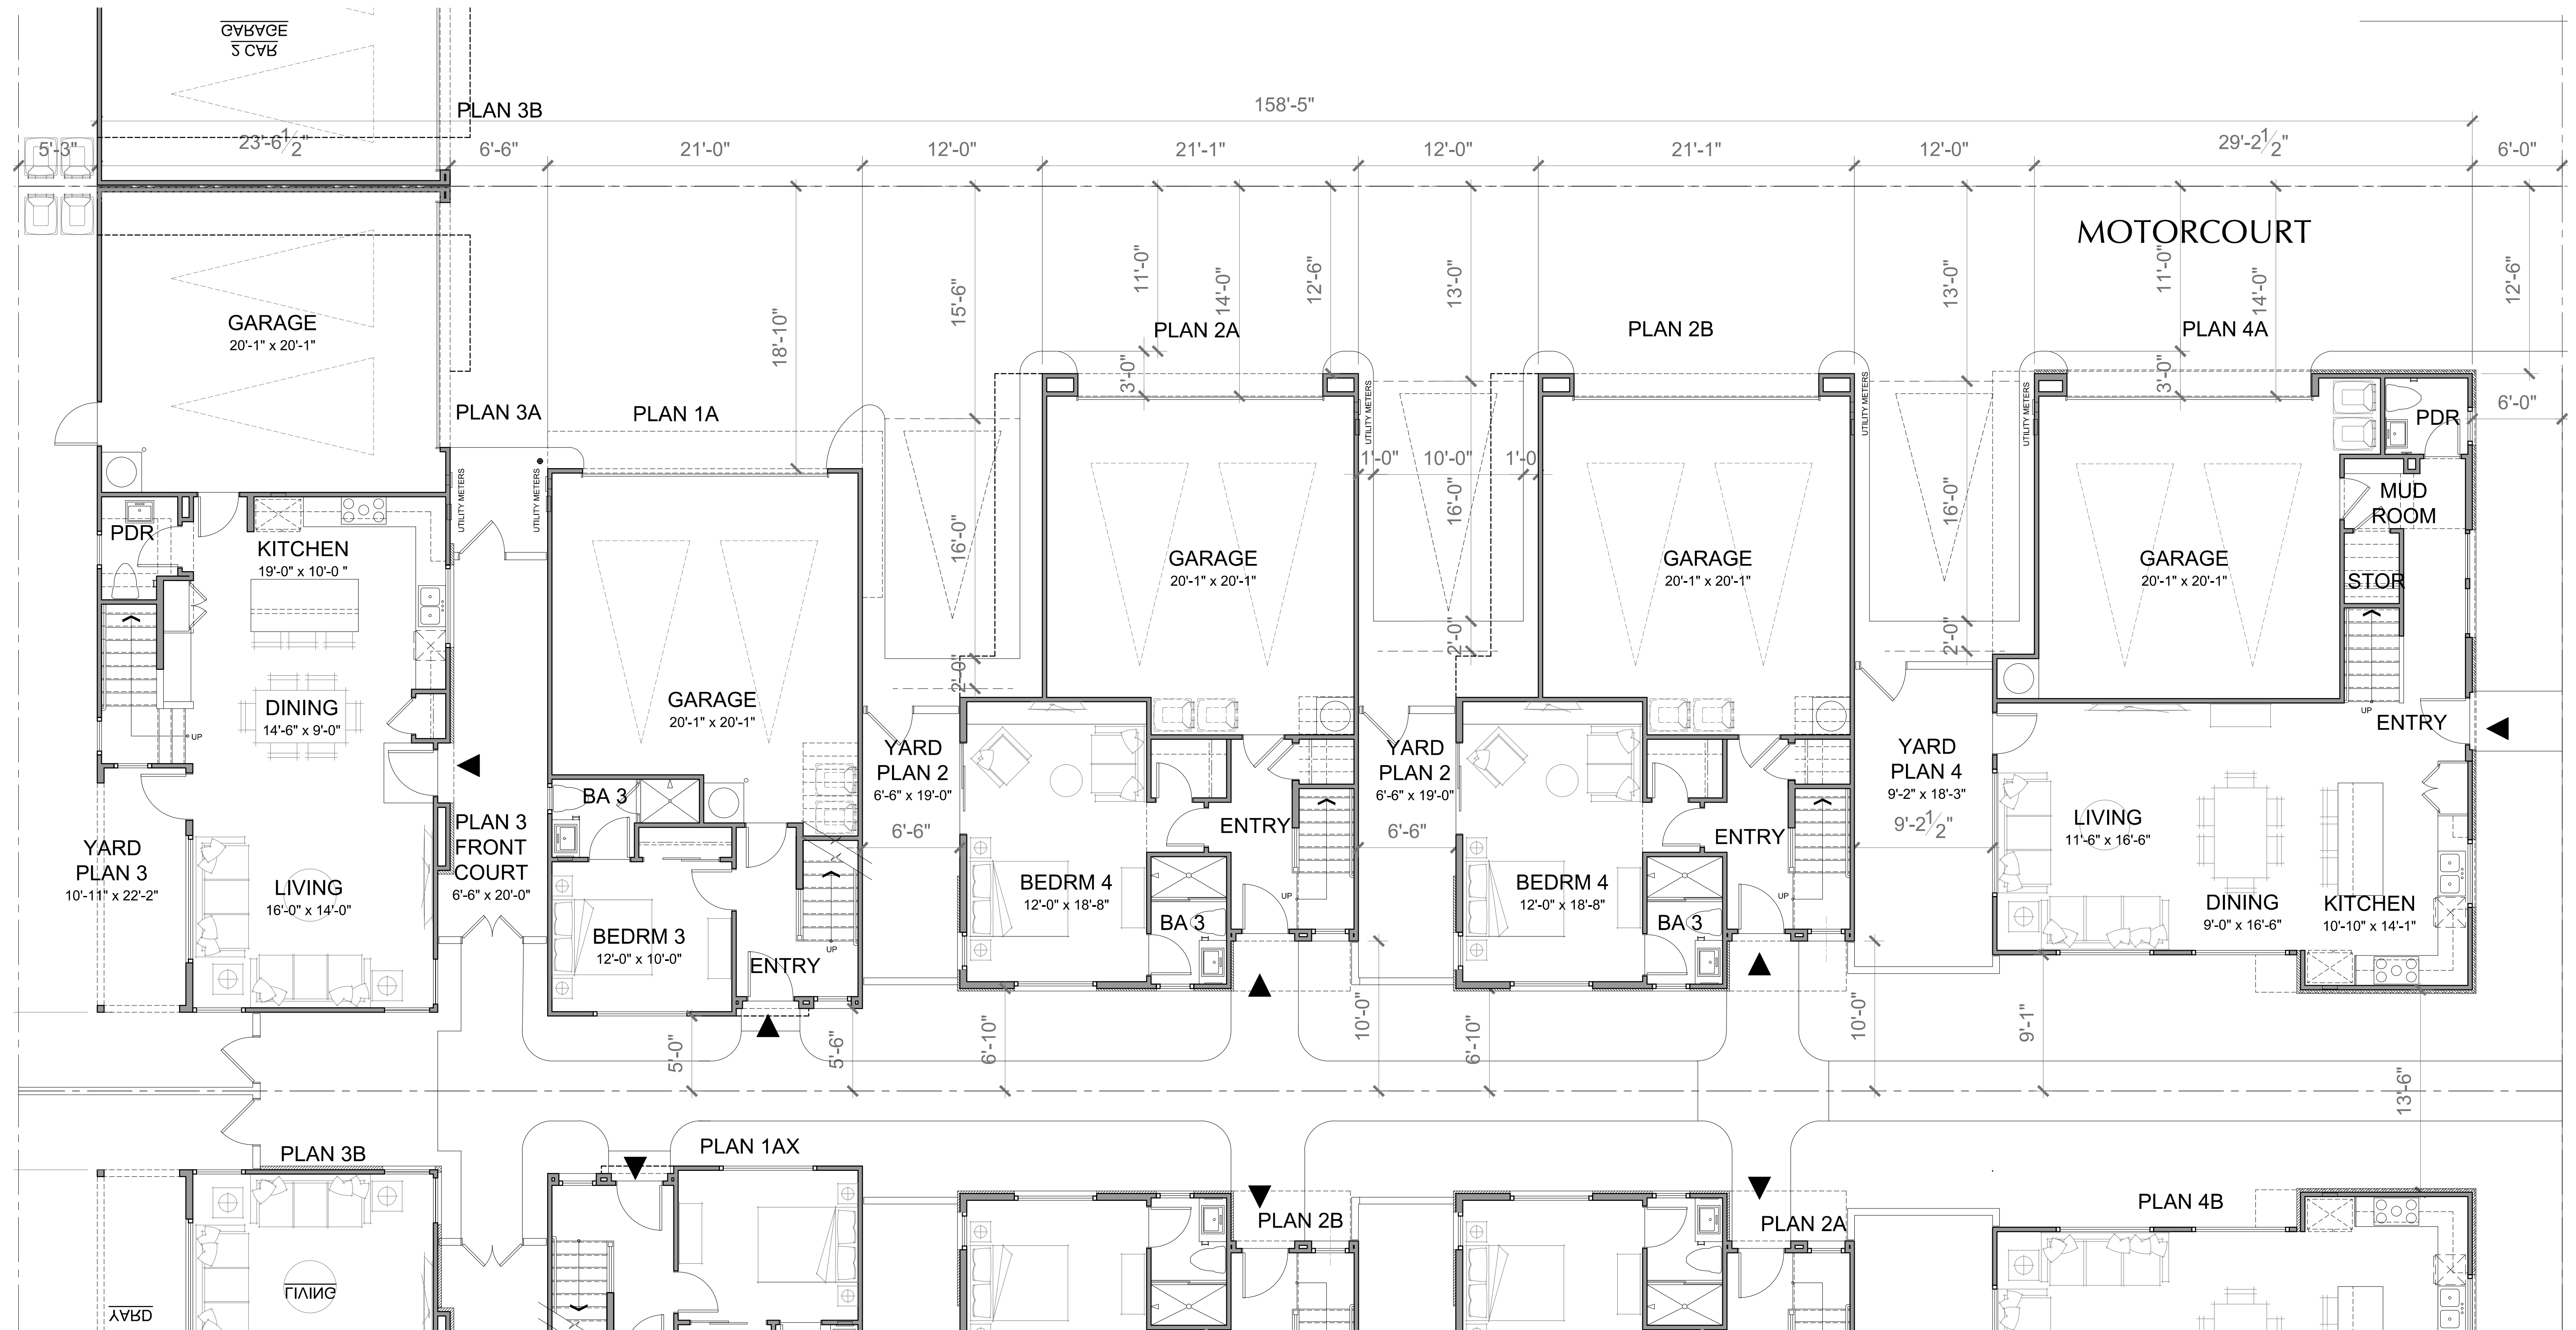 GARAGE
2 CAR
PLAN 3B
158'-5"
5'-3"
23'-6 1/2"
6'-6"
21'-0"
12'-0"
21'-1"
12'-0"
21'-1"
12'-0"
29'-2 1/2"
6'-0"
MOTORCOURT
18'-10"
15'-6"
11'-0"
14'-0"
12'-6"
13'-0"
13'-0"
11'-0"
14'-0"
12'-6"
GARAGE
20'-1" x 20'-1"
PLAN 2A
PLAN 2B
PLAN 4A
3'-0"
3'-0"
6'-0"
PLAN 3A
PLAN 1A
UTILITY METERS
UTILITY METERS
UTILITY METERS
UTILITY METERS
UTILITY METERS
PDR
1'-0"
10'-0"
1'-0
16'-0"
16'-0"
16'-0"
MUD
ROOM
PDR
KITCHEN
19'-0" x 10'-0 "
GARAGE
20'-1" x 20'-1"
GARAGE
20'-1" x 20'-1"
GARAGE
20'-1" x 20'-1"
STOR
2'-0"
2'-0"
2'-0"
DINING
14'-6" x 9'-0"
UP
GARAGE
20'-1" x 20'-1"
UP
ENTRY
YARD
PLAN 2
6'-6" x 19'-0"
6'-6"
YARD
PLAN 2
6'-6" x 19'-0"
6'-6"
YARD
PLAN 4
9'-2" x 18'-3"
9'-2 1/2"
BA 3
PLAN 3
FRONT
COURT
6'-6" x 20'-0"
ENTRY
ENTRY
LIVING
11'-6" x 16'-6"
YARD
PLAN 3
10'-11" x 22'-2"
LIVING
16'-0" x 14'-0"
BEDRM 4
12'-0" x 18'-8"
UP
BA 3
BEDRM 4
12'-0" x 18'-8"
UP
BA 3
DINING
9'-0" x 16'-6"
KITCHEN
10'-10" x 14'-1"
BEDRM 3
12'-0" x 10'-0"
UP
ENTRY
5'-0"
5'-6"
6'-10"
10'-0"
6'-10"
10'-0"
9'-1"
13'-6"
PLAN 3B
PLAN 1AX
PLAN 2B
PLAN 2A
PLAN 4B
LIVING
YARD